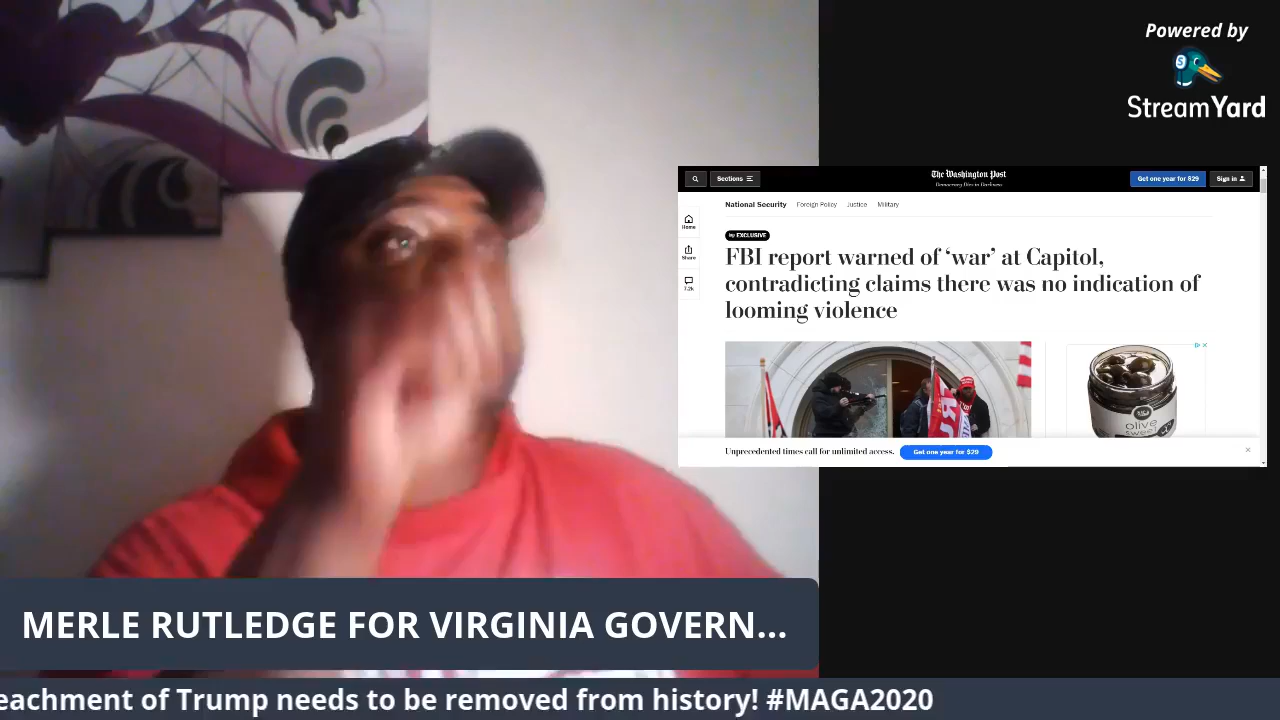 Powered by
StreamYard
Sections
The Washington Post
Democracy Dies in Darkness
Get one year for $29
Sign in
National Security
Foreign Policy
Justice
Military
Home
Share
7.2k
EXCLUSIVE
FBI report warned of ‘war’ at Capitol,
contradicting claims there was no indication of
looming violence
olive
Unprecedented times call for unlimited access.
Get one year for $29
MERLE RUTLEDGE FOR VIRGINIA GOVERN...
eachment of Trump needs to be removed from history! #MAGA2020